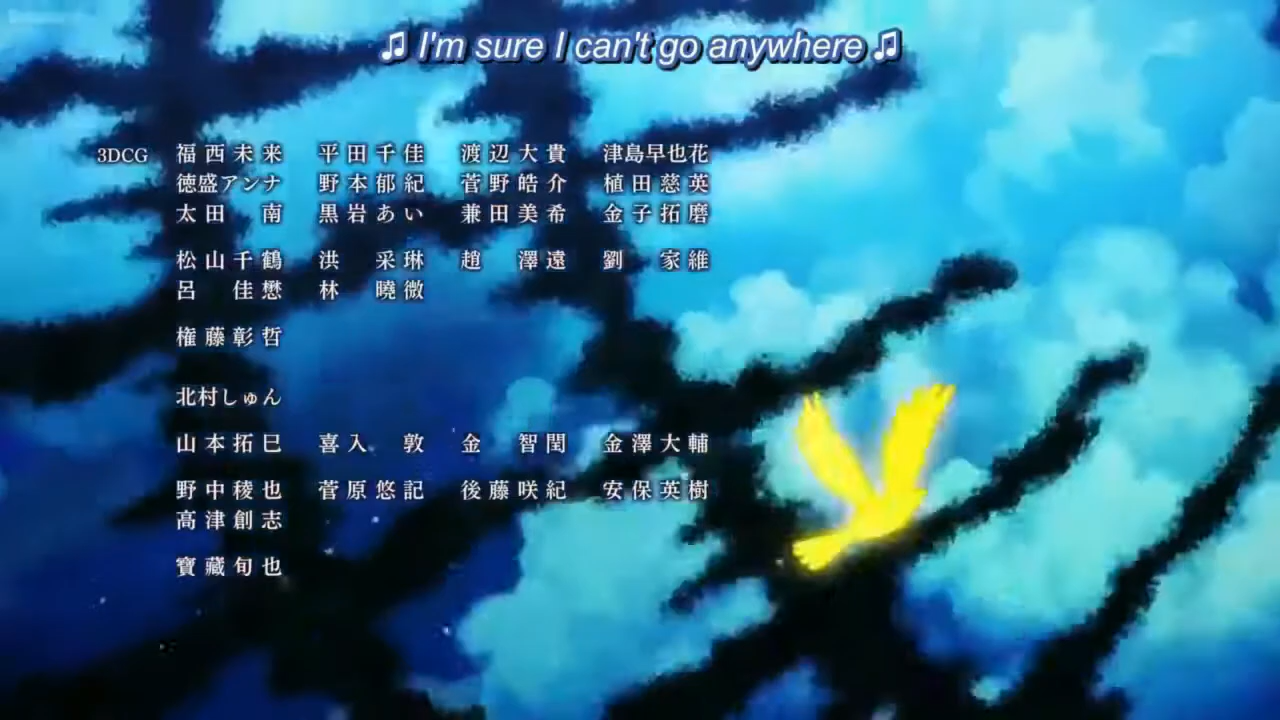 ♫ I'm sure I can't go anywhere ♫
3DCG 福西未来 平田千佳 渡辺大貴 津島早也花
徳盛アンナ 野本郁紀 菅野皓介 植田慈英
太田 南 黒岩あい 兼田美希 金子拓磨
松山千鶴 洪 采琳 趙 澤遠 劉 家維
呂 佳懋 林 曉微
権藤彰哲
北村しゅん
山本拓巳 喜入 敦 金 智閏 金澤大輔
野中稜也 菅原悠記 後藤咲紀 安保英樹
高津創志
寶藏旬也